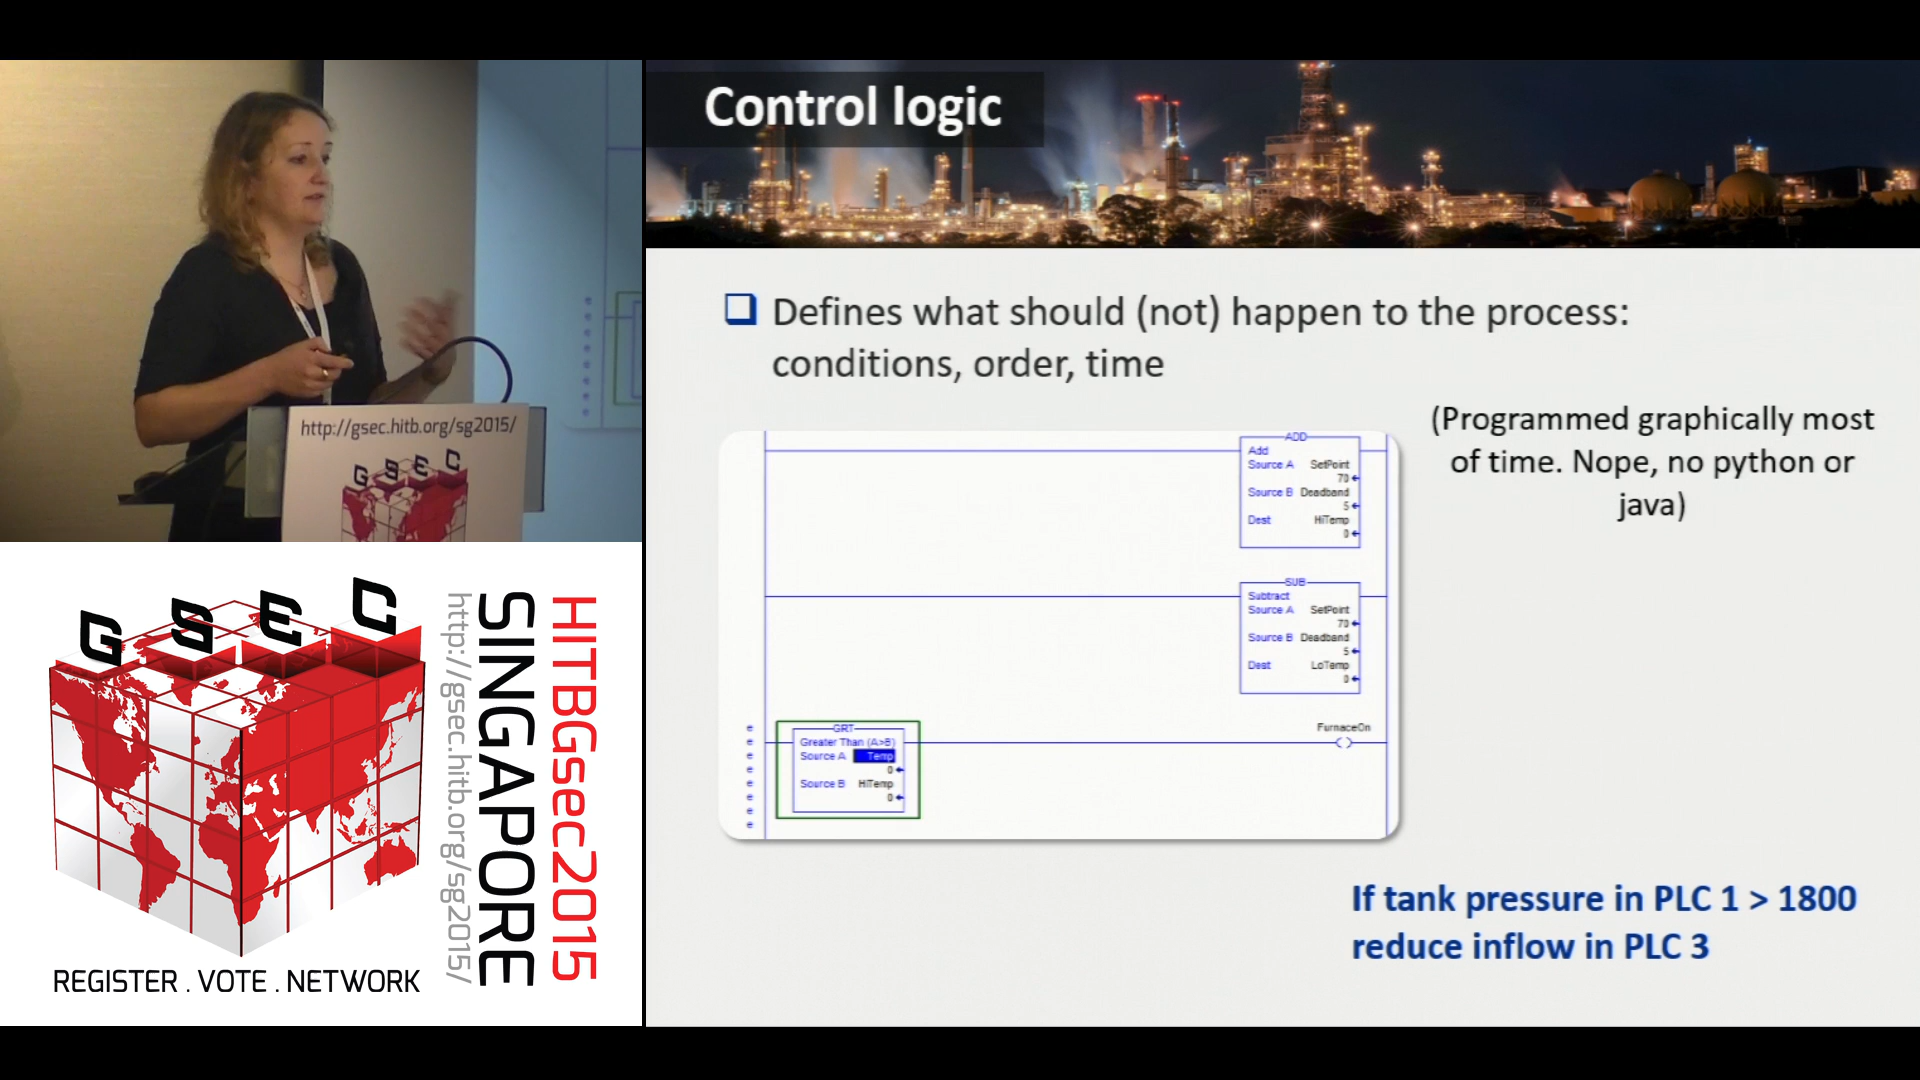 Control logic
Defines what should (not) happen to the process:
conditions, order, time
(Programmed graphically most
of time. Nope, no python or
java)
ADD
Add
Source A SetPoint
70
Source B Deadband
5
Dest HiTemp
0
SUB
Subtract
Source A SetPoint
70
Source B Deadband
5
Dest LoTemp
0
e
e
e
e
e
e
e
e
GRT
Greater Than (A>B)
Source A Temp
0
Source B HiTemp
0
FurnaceOn
If tank pressure in PLC 1 > 1800
reduce inflow in PLC 3
http://gsec.hitb.org/sg2015/
G S E C
G S E C
http://gsec.hitb.org/sg2015/
SINGAPORE
HITBGsec2015
REGISTER . VOTE . NETWORK